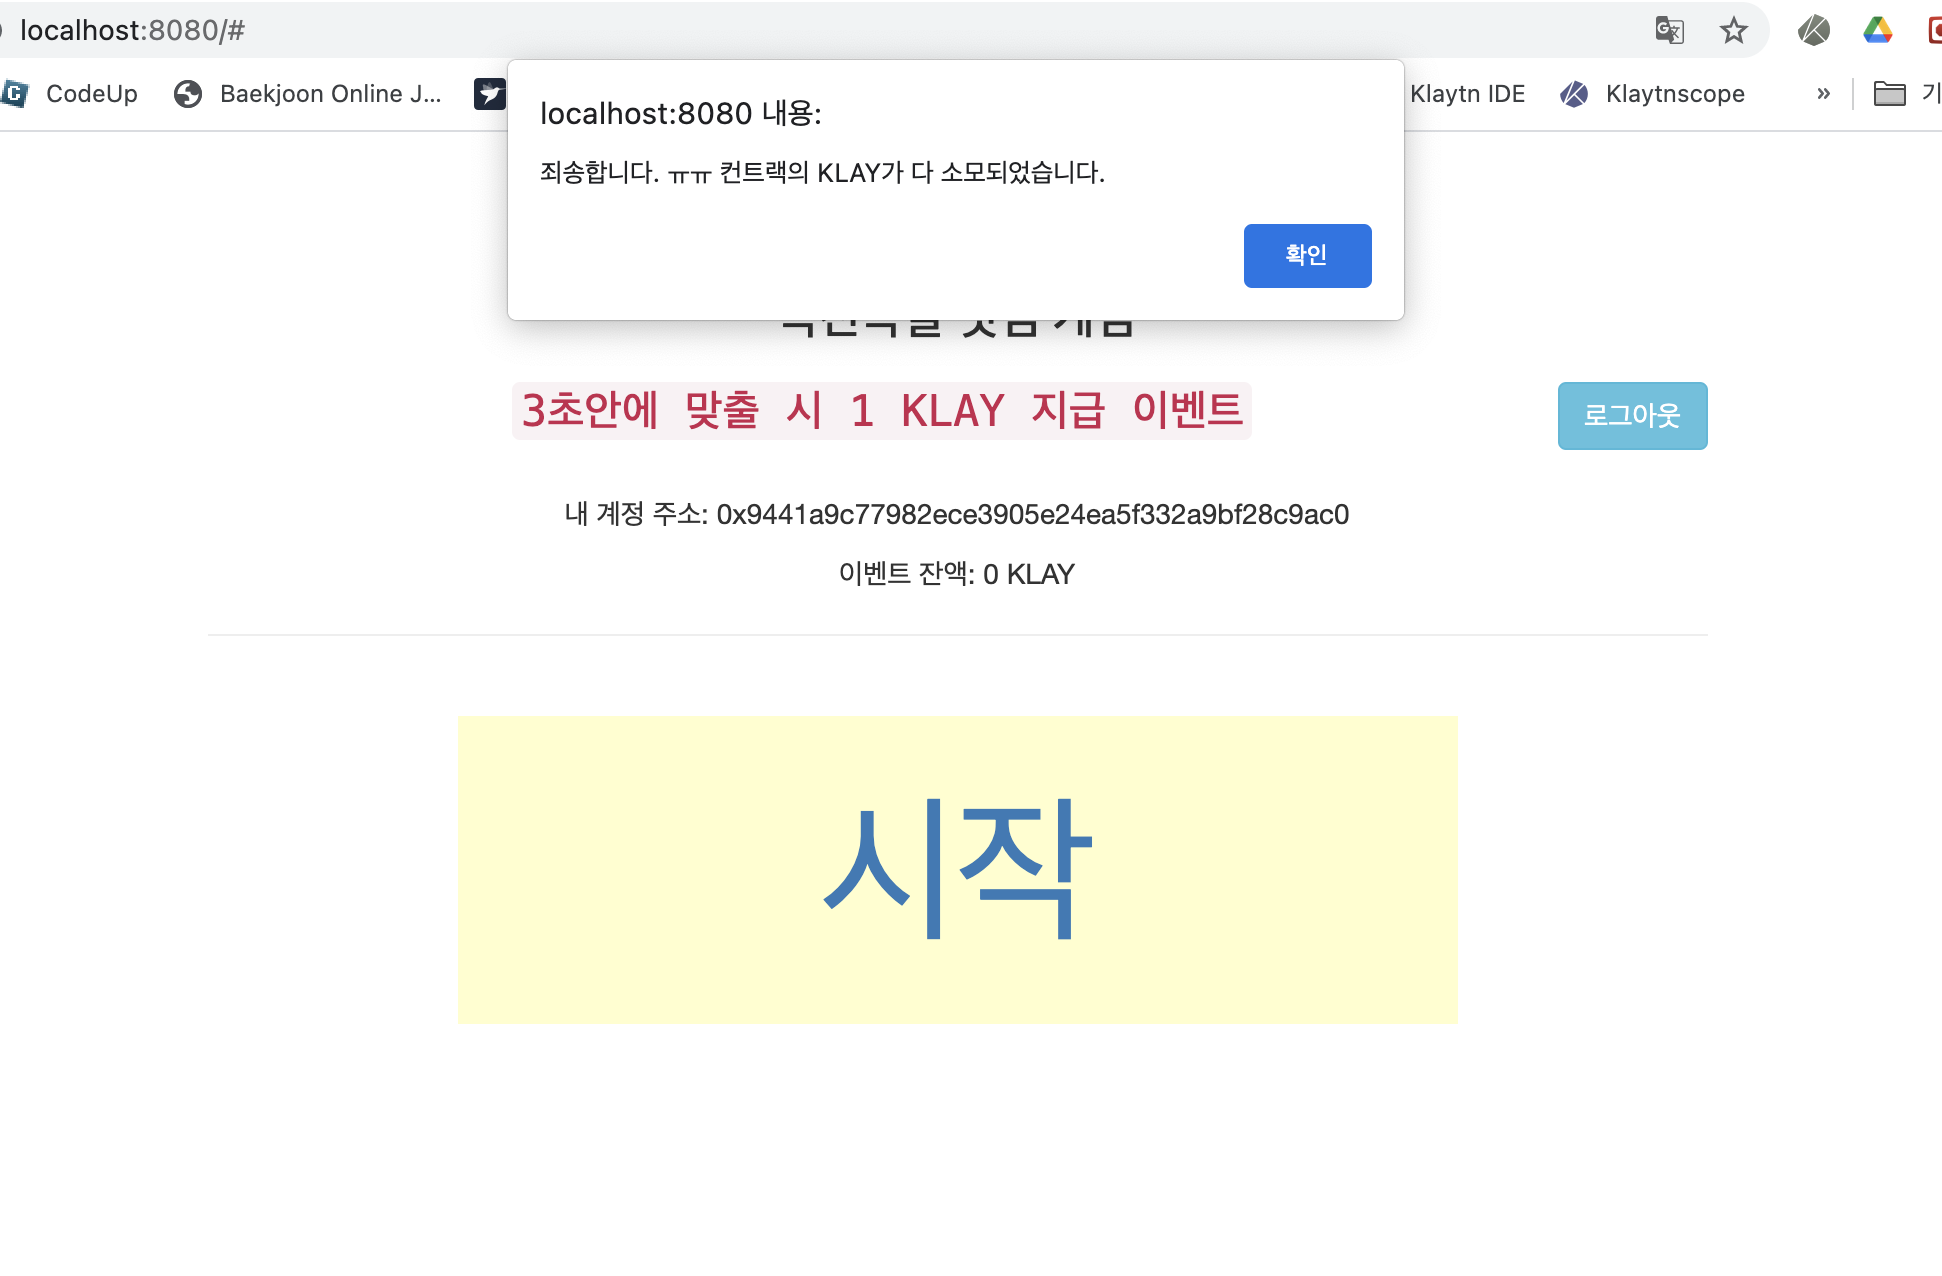 localhost:8080/#
CodeUp
Baekjoon Online J...
Klaytn IDE
Klaytnscope
»
localhost:8080 내용:
죄송합니다. ㅠㅠ 컨트랙의 KLAY가 다 소모되었습니다.
확인
3초안에 맞출 시 1 KLAY 지급 이벤트
로그아웃
내 계정 주소: 0x9441a9c77982ece3905e24ea5f332a9bf28c9ac0
이벤트 잔액: 0 KLAY
시작